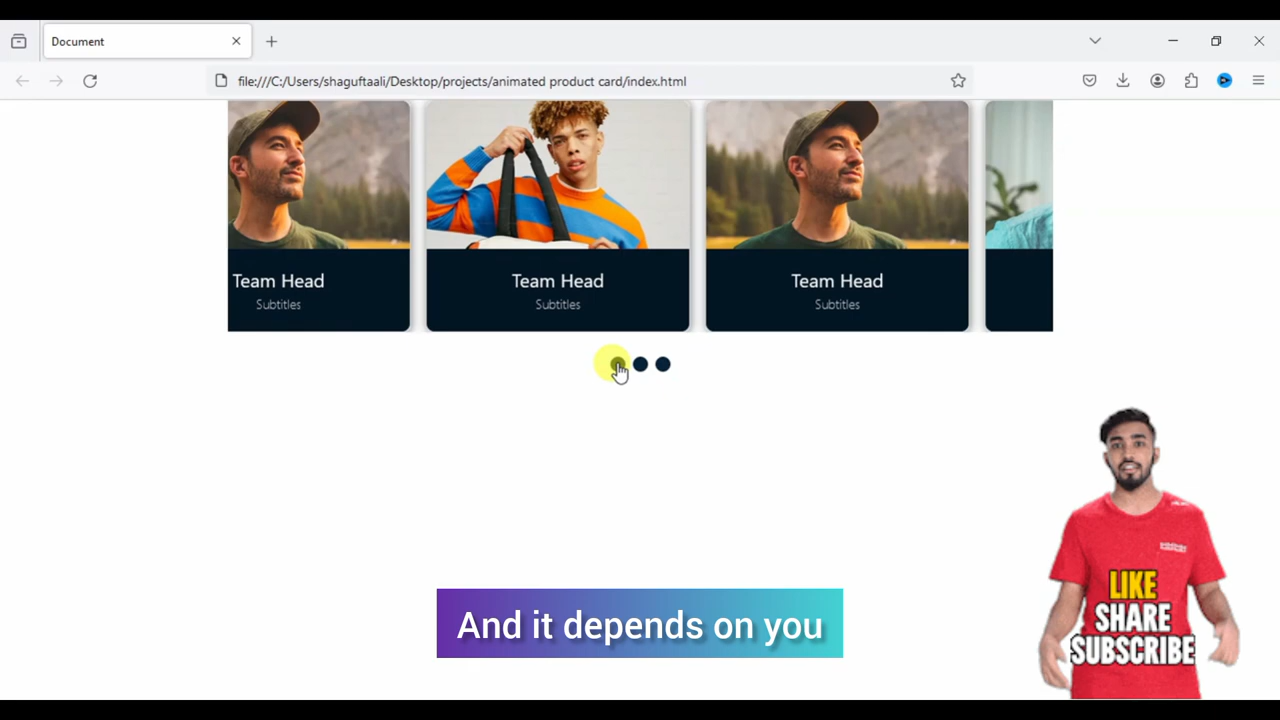 Document
file:///C:/Users/shaguftaali/Desktop/projects/animated product card/index.html
Team Head
Subtitles
Team Head
Subtitles
Team Head
Subtitles
And it depends on you
LIKE
SHARE
SUBSCRIBE